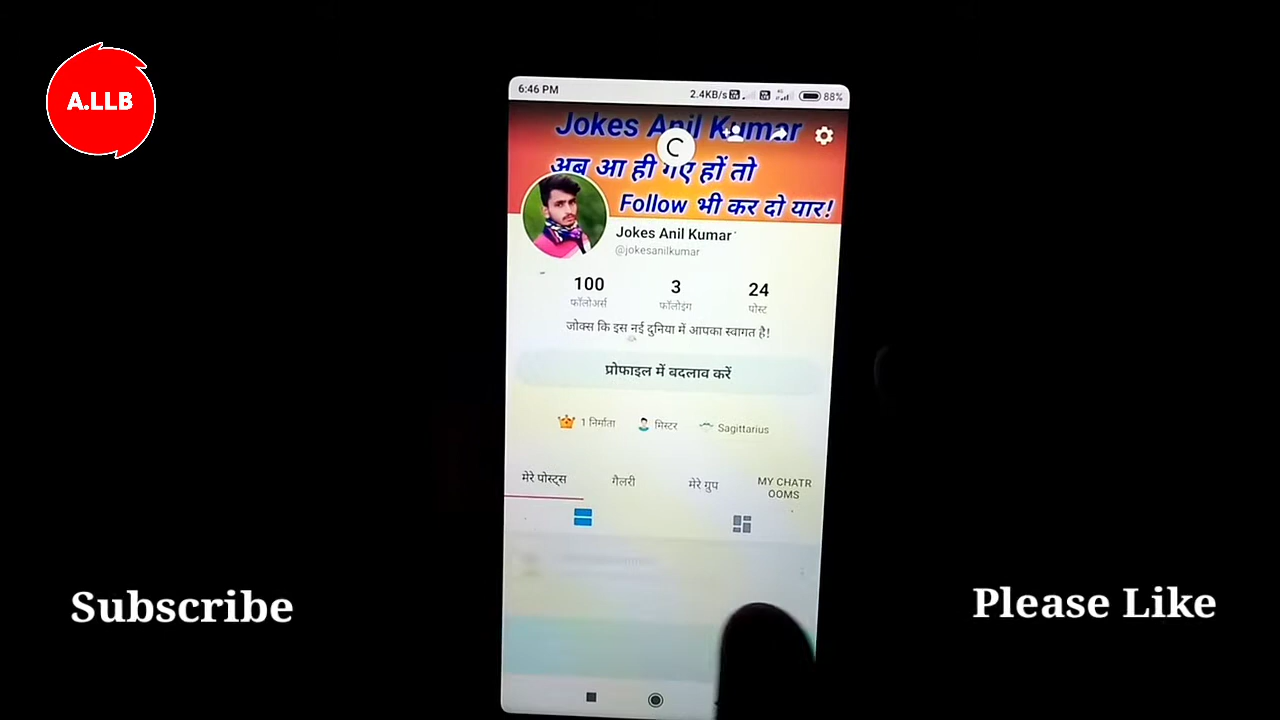 A.LLB
6:46 PM
2.4KB/s
88%
Jokes Anil Kumar
अब आ ही गए हों तो
Follow भी कर दो यार!
Jokes Anil Kumar
@jokesanilkumar
100 3 24
फॉलोअर्स फॉलोइंग पोस्ट
जोक्स कि इस नई दुनिया में आपका स्वागत है!
प्रोफाइल में बदलाव करें
1 निर्माता मिस्टर Sagittarius
मेरे पोस्ट्स गैलरी मेरे ग्रुप MY CHATR
OOMS
Subscribe
Please Like